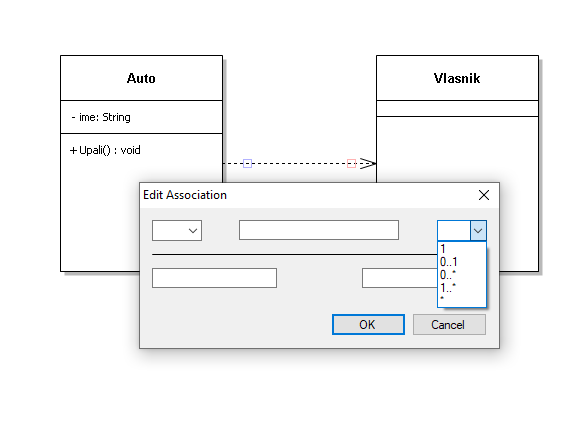 Auto
Vlasnik
- ime: String
+ Upali() : void
Edit Association
1
0..1
0..*
1..*
*
OK
Cancel